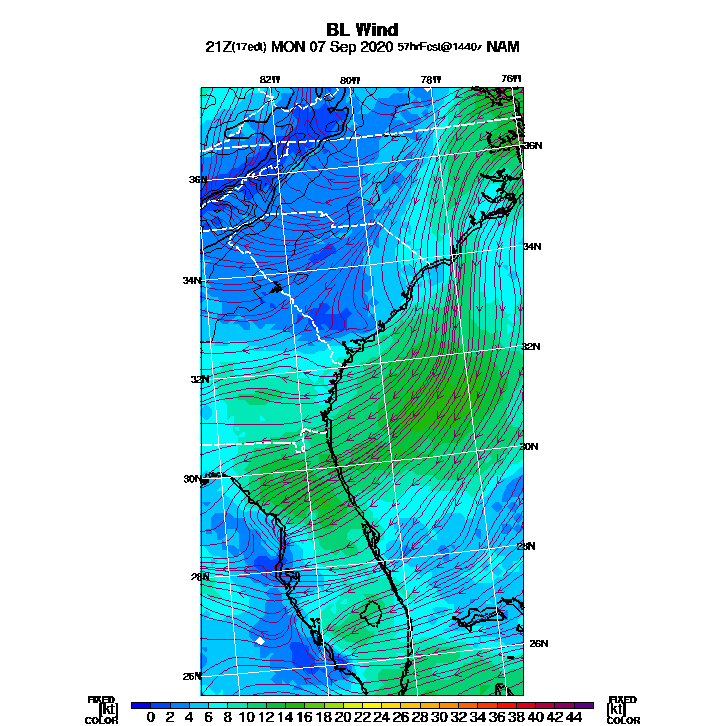 BL Wind
21Z(17edt) MON 07 Sep 2020 57hrFcst@1440z NAM
82W 80W 78W 76W
36N 36N
34N 34N
32N 32N
30N 30N
28N 28N
26N 26N
FIXED FIXED
[kt] 0 2 4 6 8 10 12 14 16 18 20 22 24 26 28 30 32 34 36 38 40 42 44 [kt]
COLOR COLOR